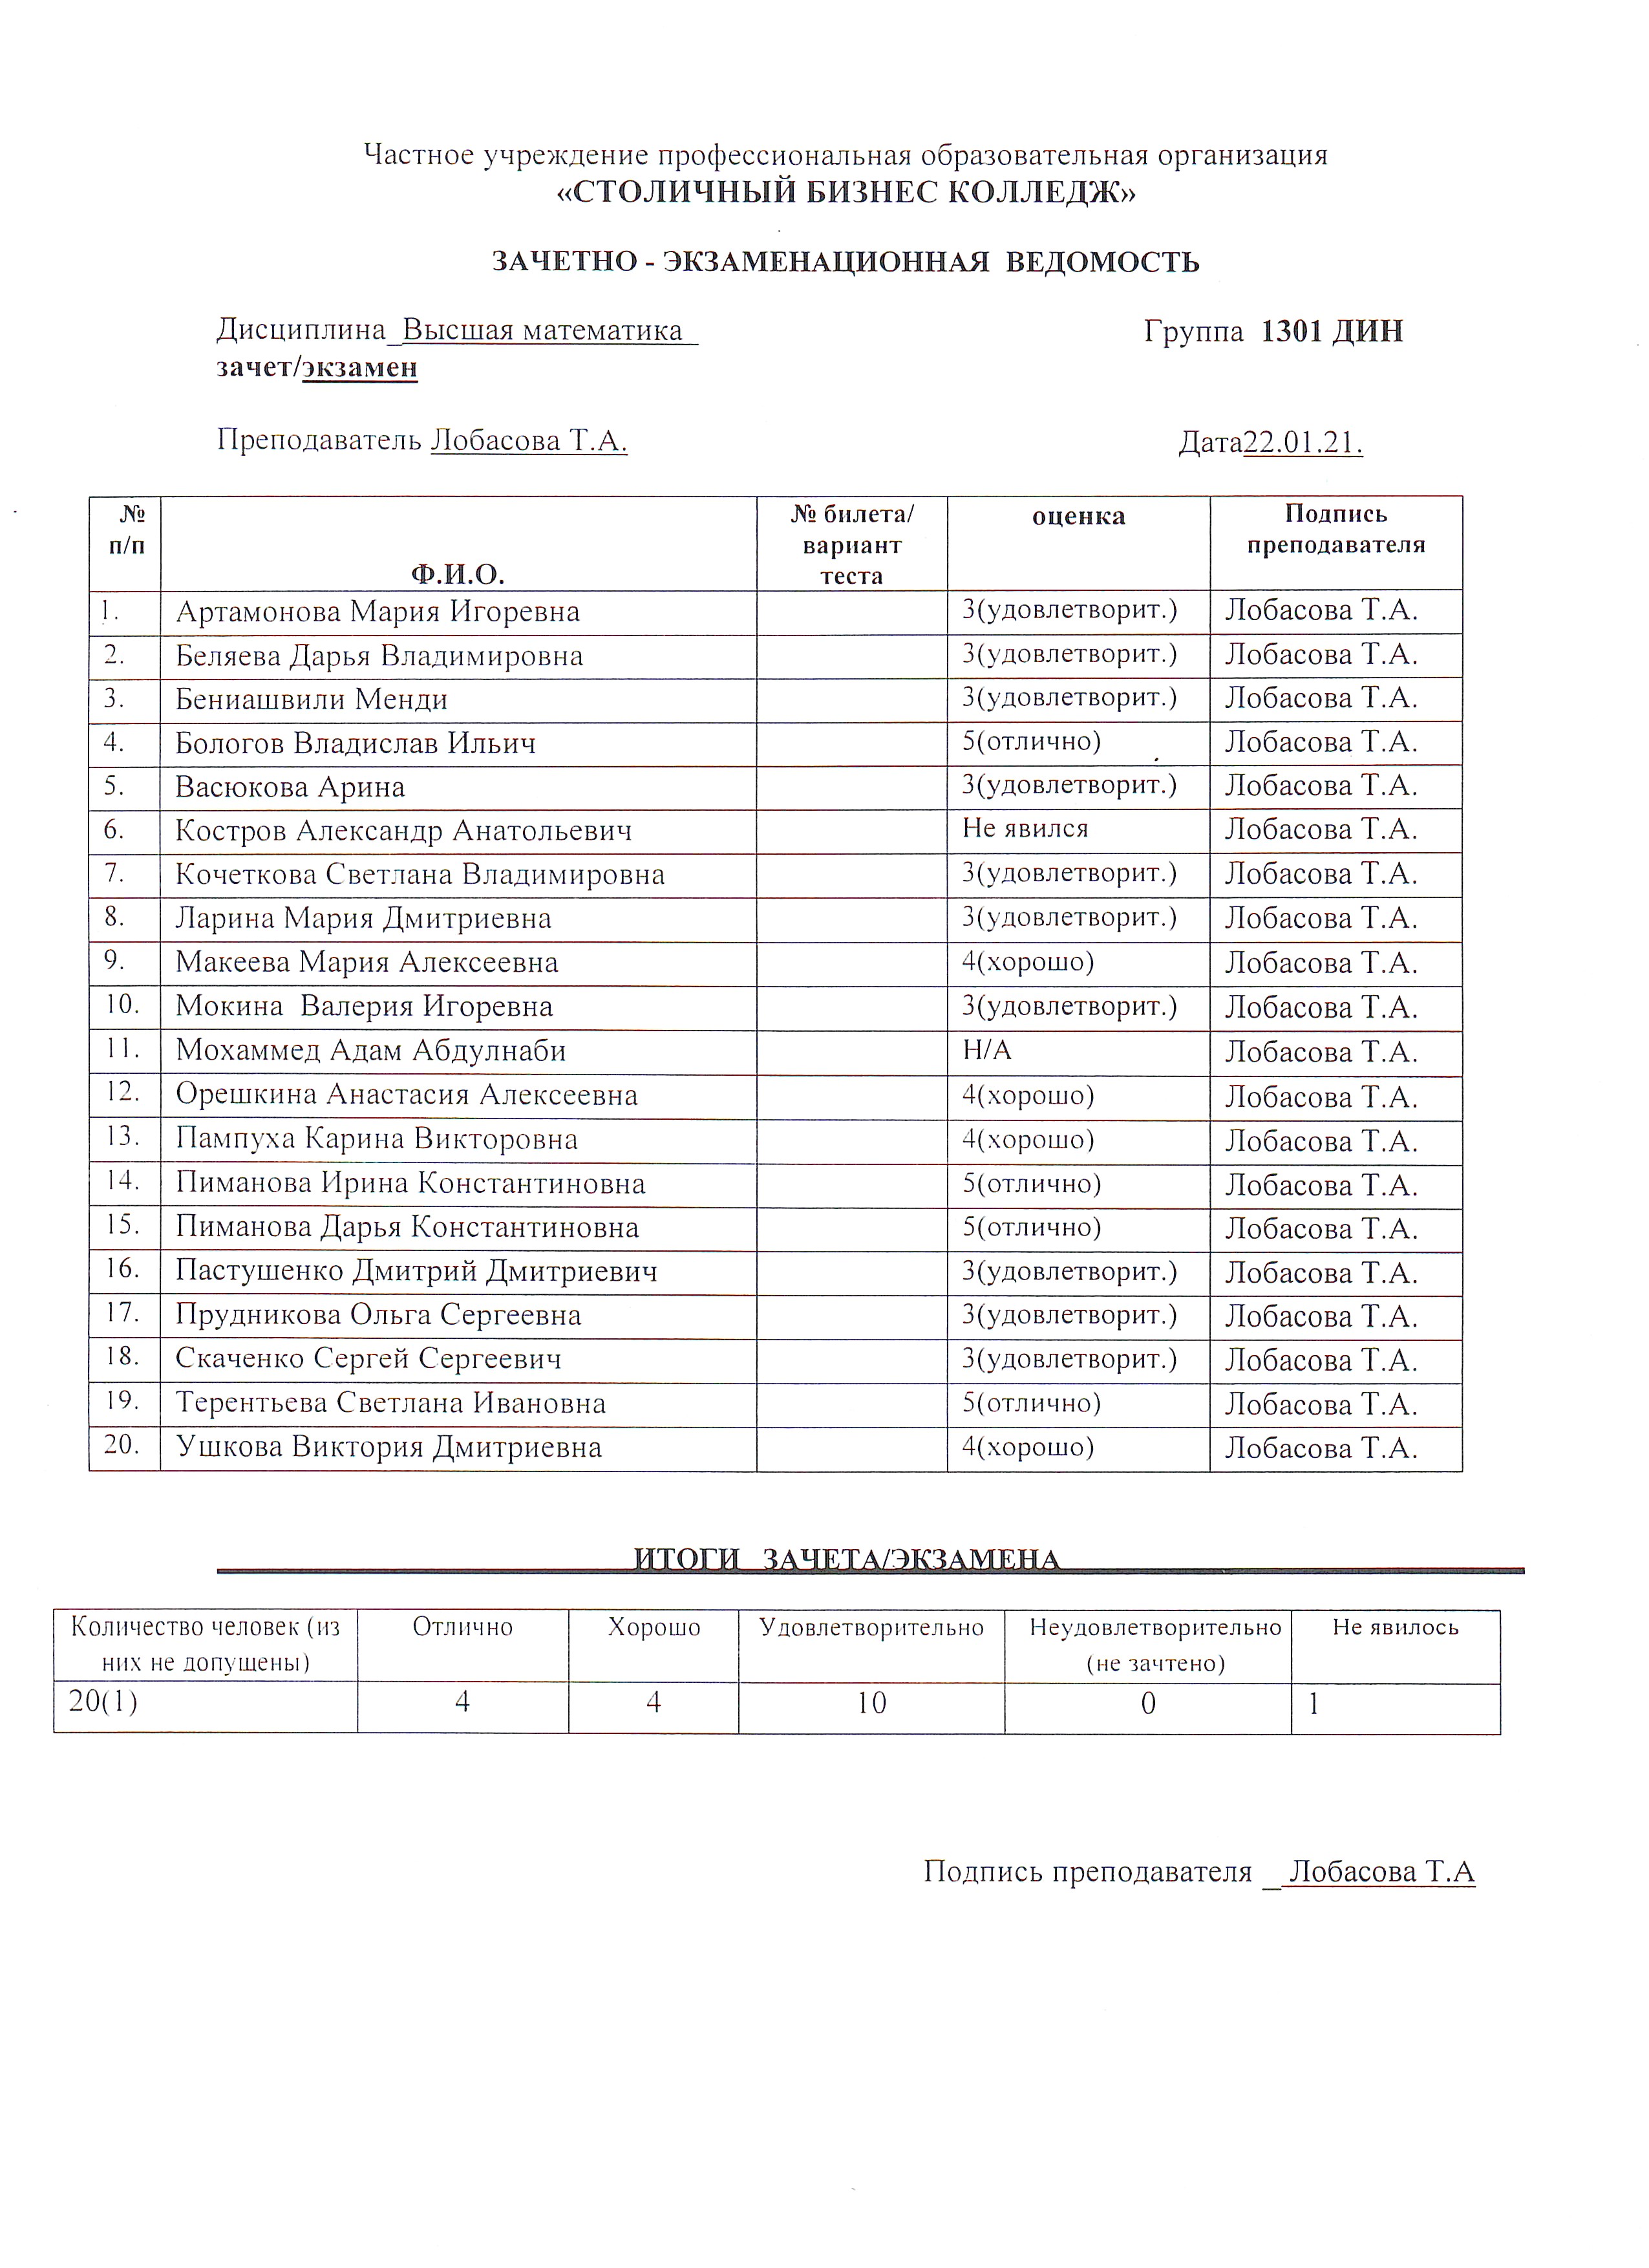 Частное учреждение профессиональная образовательная организация
«СТОЛИЧНЫЙ БИЗНЕС КОЛЛЕДЖ»
ЗАЧЕТНО - ЭКЗАМЕНАЦИОННАЯ ВЕДОМОСТЬ
Дисциплина_Высшая математика_ Группа 1301 ДИН
зачет/экзамен
Преподаватель Лобасова Т.А. Дата22.01.21.
№ п/п Ф.И.О. № билета/ вариант теста оценка Подпись преподавателя
1. Артамонова Мария Игоревна 3(удовлетворит.) Лобасова Т.А.
2. Беляева Дарья Владимировна 3(удовлетворит.) Лобасова Т.А.
3. Бениашвили Менди 3(удовлетворит.) Лобасова Т.А.
4. Бологов Владислав Ильич 5(отлично) Лобасова Т.А.
5. Васюкова Арина 3(удовлетворит.) Лобасова Т.А.
6. Костров Александр Анатольевич Не явился Лобасова Т.А.
7. Кочеткова Светлана Владимировна 3(удовлетворит.) Лобасова Т.А.
8. Ларина Мария Дмитриевна 3(удовлетворит.) Лобасова Т.А.
9. Макеева Мария Алексеевна 4(хорошо) Лобасова Т.А.
10. Мокина Валерия Игоревна 3(удовлетворит.) Лобасова Т.А.
11. Мохаммед Адам Абдулнаби Н/А Лобасова Т.А.
12. Орешкина Анастасия Алексеевна 4(хорошо) Лобасова Т.А.
13. Пампуха Карина Викторовна 4(хорошо) Лобасова Т.А.
14. Пиманова Ирина Константиновна 5(отлично) Лобасова Т.А.
15. Пиманова Дарья Константиновна 5(отлично) Лобасова Т.А.
16. Пастушенко Дмитрий Дмитриевич 3(удовлетворит.) Лобасова Т.А.
17. Прудникова Ольга Сергеевна 3(удовлетворит.) Лобасова Т.А.
18. Скаченко Сергей Сергеевич 3(удовлетворит.) Лобасова Т.А.
19. Терентьева Светлана Ивановна 5(отлично) Лобасова Т.А.
20. Ушкова Виктория Дмитриевна 4(хорошо) Лобасова Т.А.
ИТОГИ ЗАЧЕТА/ЭКЗАМЕНА
Количество человек (из них не допущены) Отлично Хорошо Удовлетворительно Неудовлетворительно (не зачтено) Не явилось
20(1) 4 4 10 0 1
Подпись преподавателя _ Лобасова Т.А